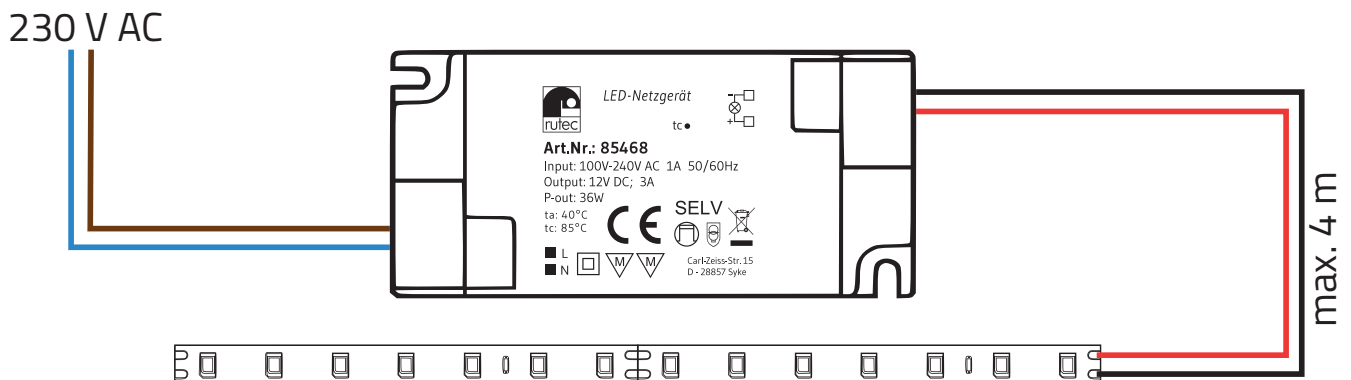 230 V AC
LED-Netzgerät
rutec
tc
-
+
Art.Nr.: 85468
Input: 100V-240V AC 1A 50/60Hz
Output: 12V DC; 3A
P-out: 36W
ta: 40°C
tc: 85°C
CE
SELV
L
N
M
M
Carl-Zeiss-Str. 15
D - 28857 Syke
max. 4 m